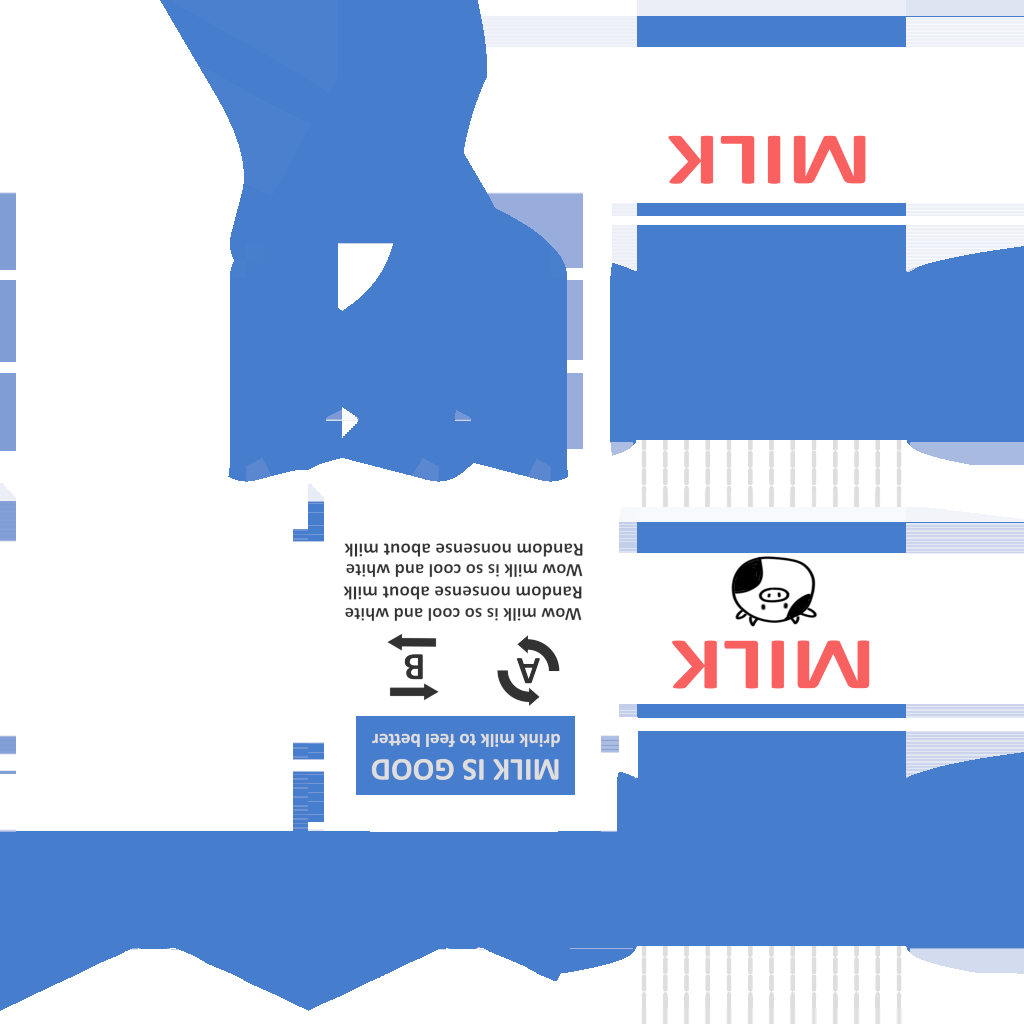 MILK
MILK
MILK IS GOOD
drink milk to feel better
A
B
Wow milk is so cool and white
Random nonsense about milk
Wow milk is so cool and white
Random nonsense about milk